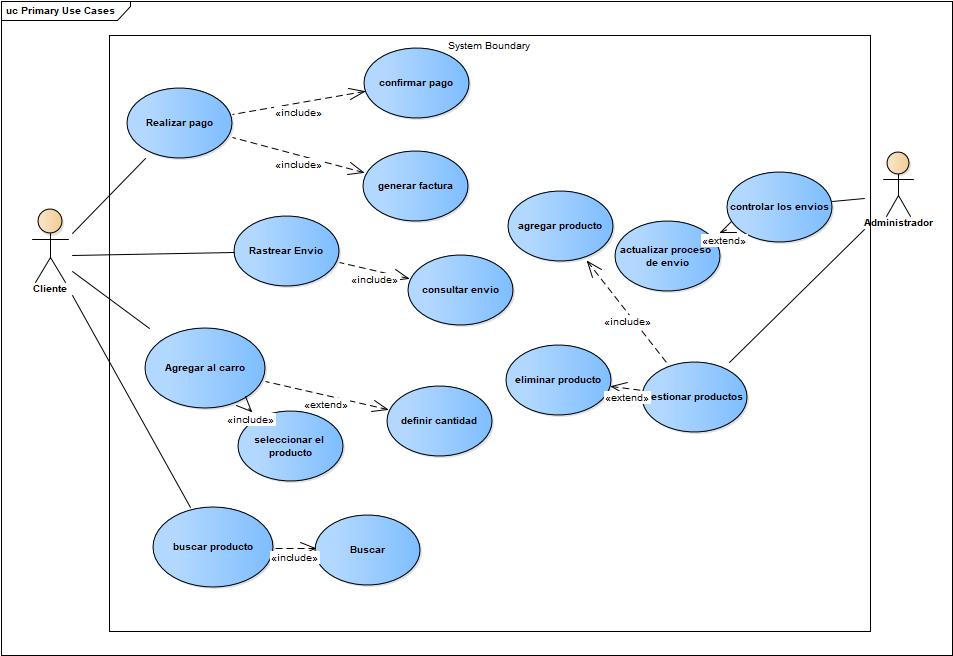 uc Primary Use Cases
System Boundary
confirmar pago
Realizar pago
«include»
«include»
generar factura
controlar los envios
agregar producto
Administrador
«extend»
actualizar proceso
de envio
Rastrear Envio
«include»
consultar envio
Cliente
«include»
Agregar al carro
eliminar producto
«extend»
estionar productos
«extend»
«include»
definir cantidad
seleccionar el
producto
buscar producto
«include»
Buscar